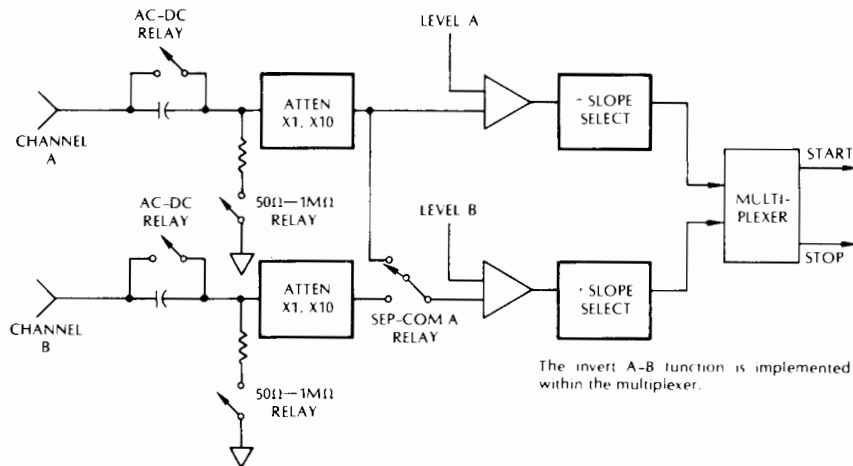 AC-DC
RELAY
LEVEL A
CHANNEL
A
ATTEN
X1, X10
- SLOPE
SELECT
START
MULTI-
PLEXER
STOP
50Ω—1MΩ
RELAY
AC-DC
RELAY
LEVEL B
CHANNEL
B
ATTEN
X1, X10
SEP-COM A
RELAY
SLOPE
SELECT
The invert A-B function is implemented
within the multiplexer.
50Ω—1MΩ
RELAY